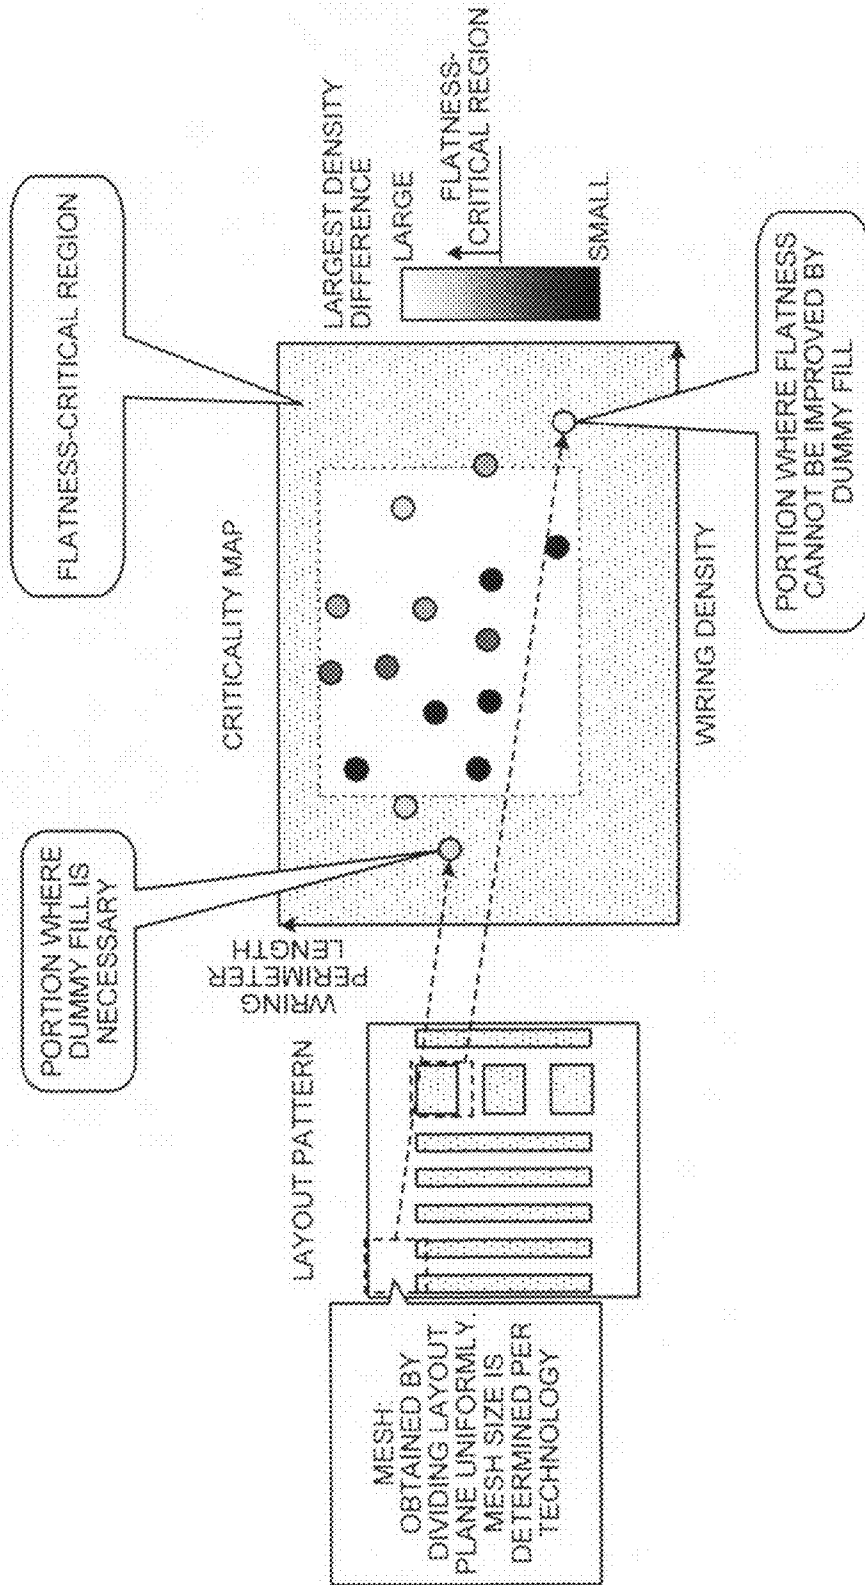 MESH:
OBTAINED BY
DIVIDING LAYOUT
PLANE UNIFORMLY.
MESH SIZE IS
DETERMINED PER
TECHNOLOGY
LAYOUT PATTERN
PORTION WHERE
DUMMY FILL IS
NECESSARY
WIRING
PERIMETER
LENGTH
CRITICALITY MAP
FLATNESS-CRITICAL REGION
WIRING DENSITY
LARGEST DENSITY
DIFFERENCE
LARGE
FLATNESS-
CRITICAL REGION
SMALL
PORTION WHERE FLATNESS
CANNOT BE IMPROVED BY
DUMMY FILL